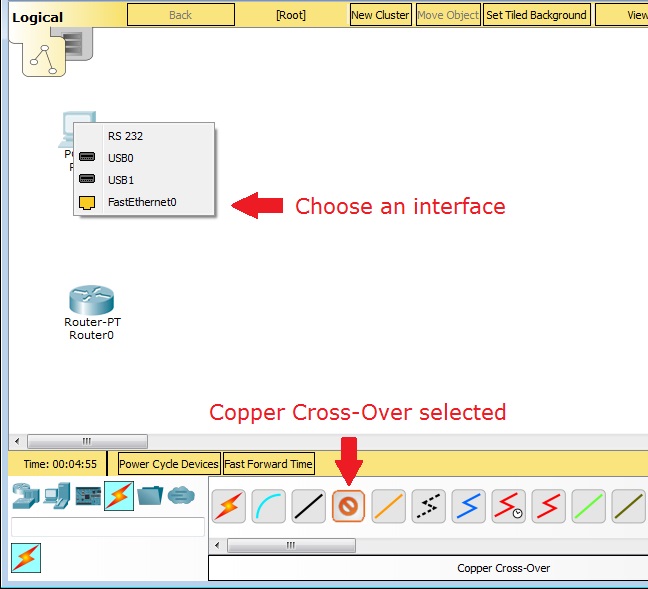 Logical
Back
[Root]
New Cluster
Move Object
Set Tiled Background
View
RS 232
USB0
USB1
FastEthernet0
Choose an interface
Router-PT
Router0
Copper Cross-Over selected
Time: 00:04:55
Power Cycle Devices
Fast Forward Time
Copper Cross-Over